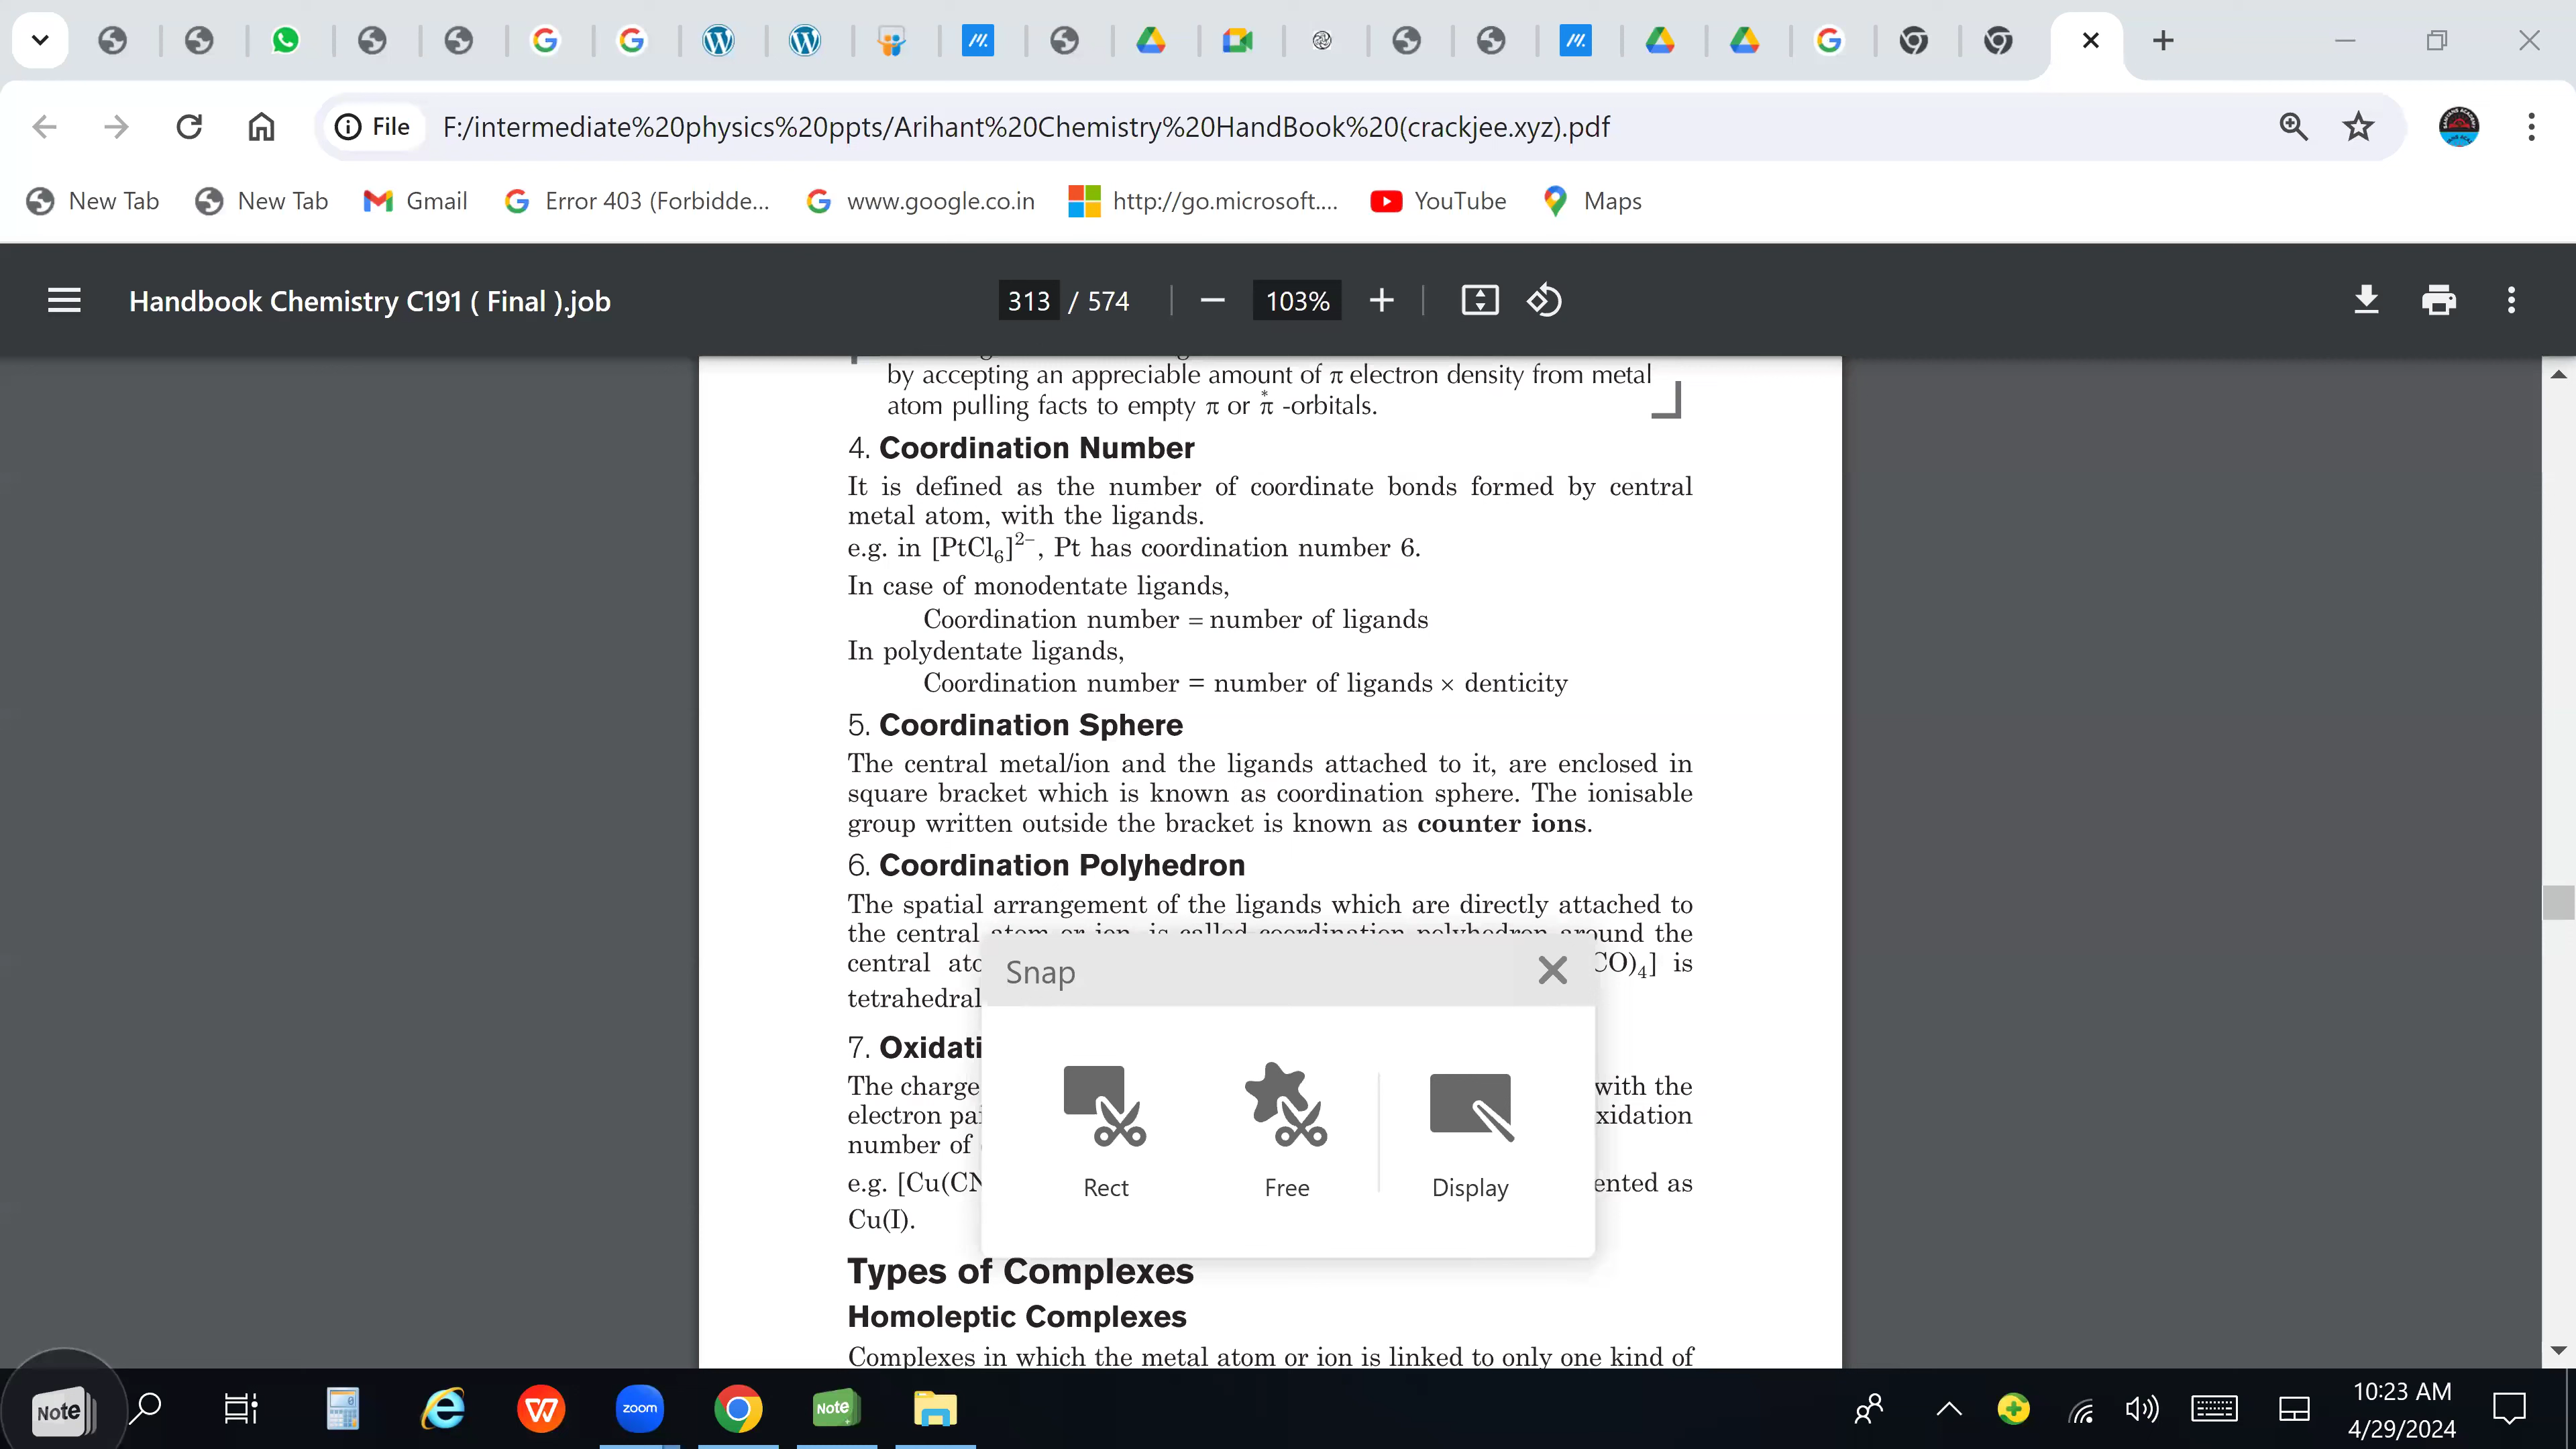 File
F:/intermediate%20physics%20ppts/Arihant%20Chemistry%20HandBook%20(crackjee.xyz).pdf
New Tab
New Tab
Gmail
Error 403 (Forbidde...
www.google.co.in
http://go.microsoft....
YouTube
Maps
Handbook Chemistry C191 ( Final ).job
313 / 574
103%
by accepting an appreciable amount of π electron density from metal
atom pulling facts to empty π or π* -orbitals.
4. Coordination Number
It is defined as the number of coordinate bonds formed by central
metal atom, with the ligands.
e.g. in [PtCl₆]²⁻, Pt has coordination number 6.
In case of monodentate ligands,
Coordination number = number of ligands
In polydentate ligands,
Coordination number = number of ligands × denticity
5. Coordination Sphere
The central metal/ion and the ligands attached to it, are enclosed in
square bracket which is known as coordination sphere. The ionisable
group written outside the bracket is known as counter ions.
6. Coordination Polyhedron
The spatial arrangement of the ligands which are directly attached to
the central atom or ion, is called coordination polyhedron around the
central CO)₄] is
tetrahedral
7.
The charge with the
electron
number of
e.g. [Cu(CN as
Cu(I).
Snap
Rect
Free
Display
Types of Complexes
Homoleptic Complexes
Complexes in which the metal atom or ion is linked to only one kind of
Note
zoom
Note
10:23 AM
4/29/2024